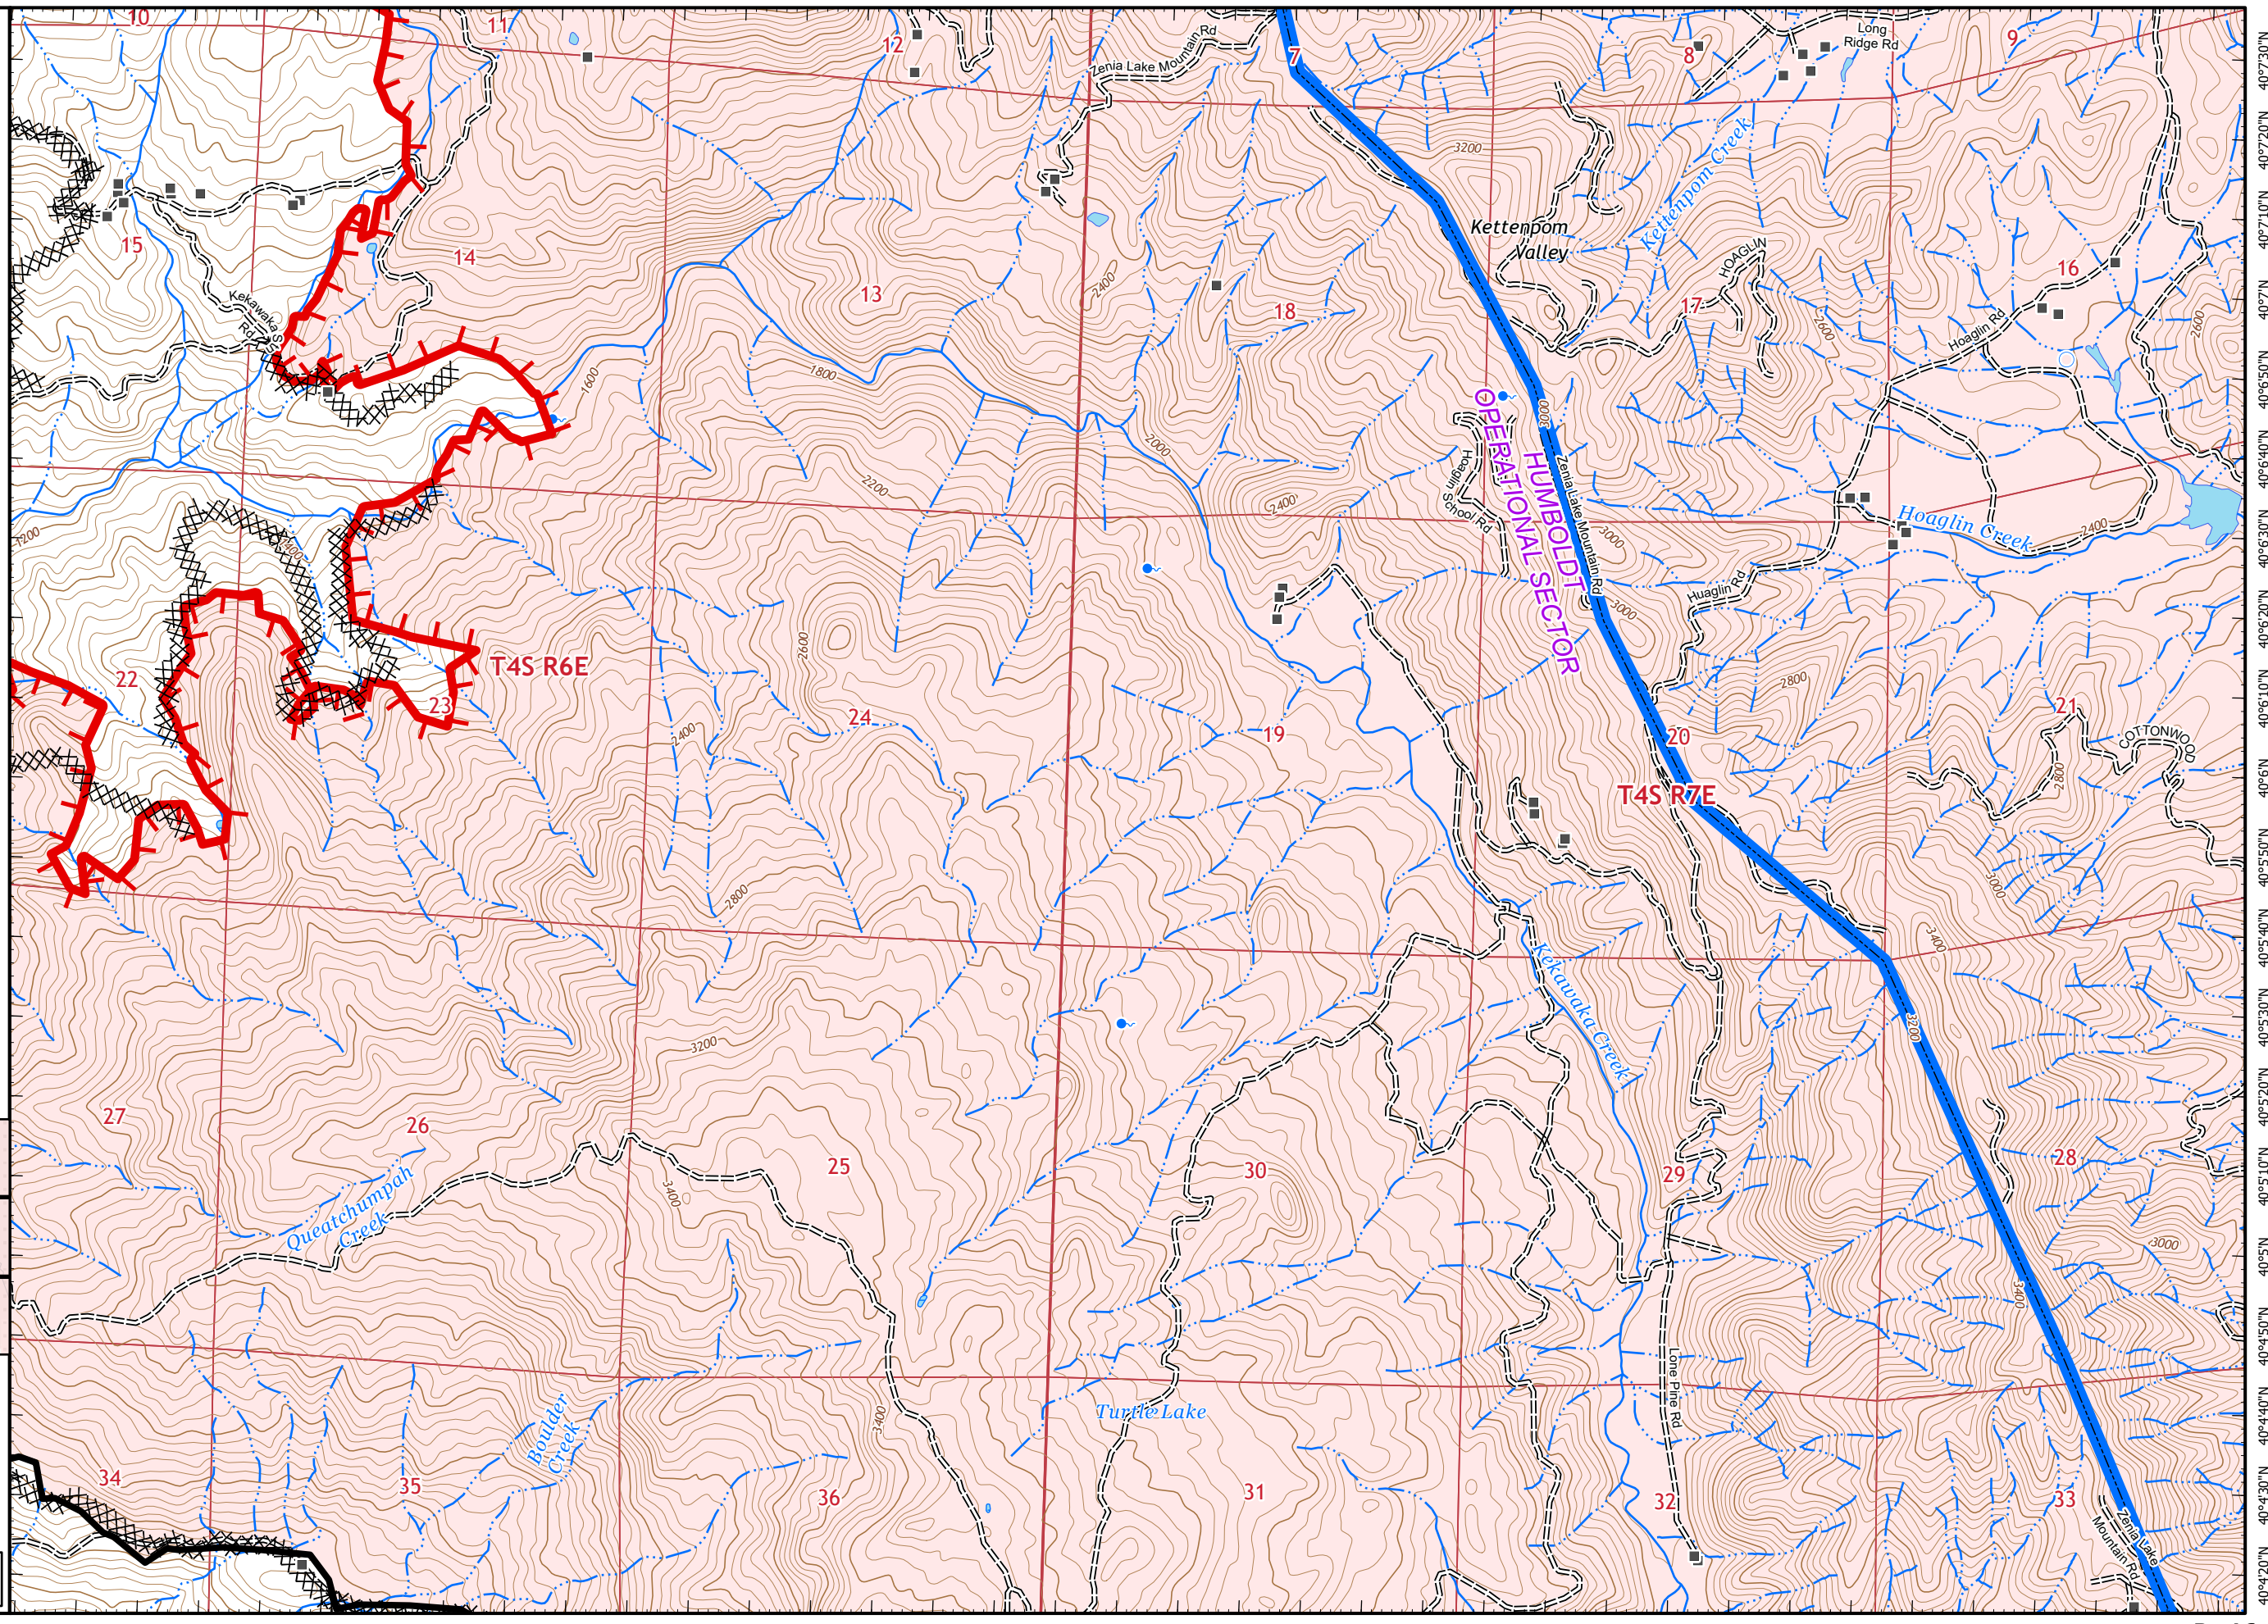 10
11
12
7
8
9
Zenia Lake Mountain Rd
Long
Ridge Rd
40°7'30"N
40°7'20"N
3200
Kettenpom Creek
Kettenpom
Valley
40°7'10"N
15
14
13
18
17
16
HOAGLIN
2400
2600
2600
40°7'N
Kekawaka S
Rd
Hoaglin Rd
40°6'50"N
1600
1800
2000
3000
OPERATIONAL SECTOR
HUMBOLDT
Zenia Lake Mountain Rd
Hoaglin
School Rd
40°6'40"N
2200
2400
Hoaglin Creek
2400
1200
1400
3000
40°6'30"N
Huaglin Rd
3000
40°6'20"N
2600
T4S R6E
22
23
24
19
20
21
2800
40°6'10"N
2400
COTTONWOOD
2800
40°6'N
T4S R7E
40°5'50"N
2800
3000
3400
40°5'40"N
Kekawaka Creek
3200
3200
40°5'30"N
40°5'20"N
27
26
25
30
29
28
40°5'10"N
Queatchumpah
Creek
3400
3000
40°5'N
3400
40°4'50"N
Lone Pine Rd
Turtle Lake
3400
Boulder
Creek
40°4'40"N
34
35
36
31
32
33
40°4'30"N
Zenia Lake
Mountain Rd
40°4'20"N